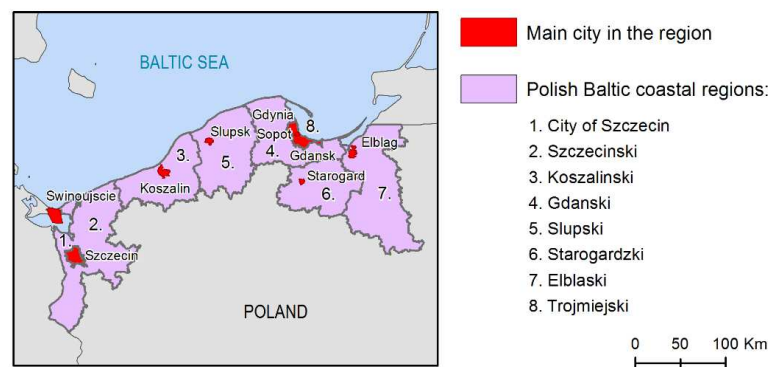 BALTIC SEA
Gdynia
8.
Slupsk
Sopot
Elblag
3.
4.
Gdansk
5.
Koszalin
Starogard
6.
7.
Swinoujscie
2.
1.
Szczecin
POLAND
Main city in the region
Polish Baltic coastal regions:
1. City of Szczecin
2. Szczecinski
3. Koszalinski
4. Gdanski
5. Slupski
6. Starogardzki
7. Elblaski
8. Trojmiejski
0 50 100 Km